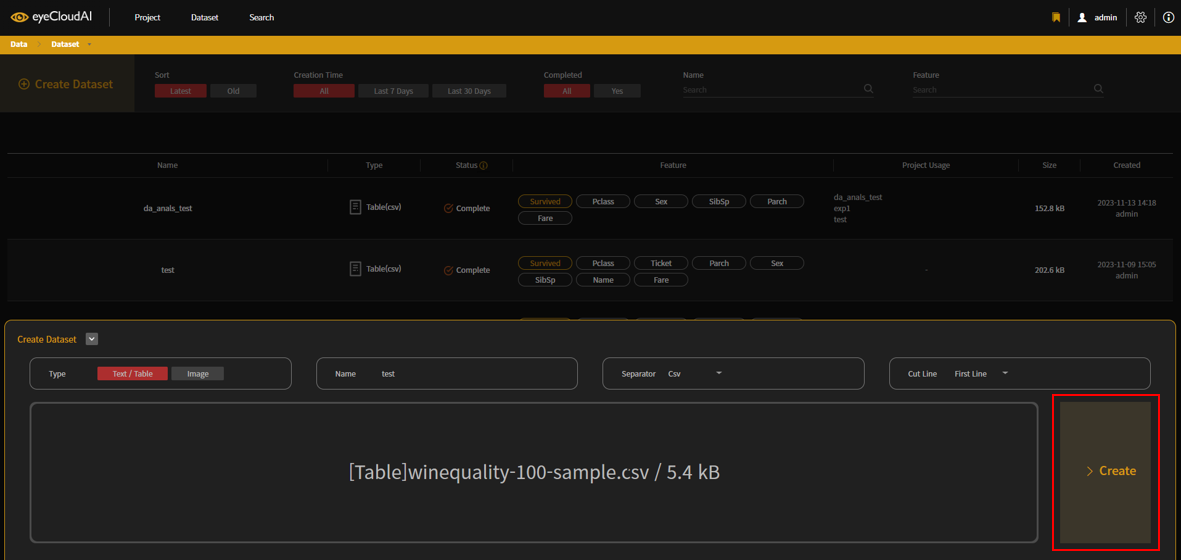 eyeCloudAI Project Dataset Search admin
Data Dataset
Create Dataset
Sort
Latest Old
Creation Time
All Last 7 Days Last 30 Days
Completed
All Yes
Name
Search
Feature
Search
Name Type Status Feature Project Usage Size Created
da_anals_test Table(csv) Complete
Survived Pclass Sex SibSp Parch
Fare
da_anals_test
exp1
test
152.8 kB
2023-11-13 14:18
admin
test Table(csv) Complete
Survived Pclass Ticket Parch Sex
SibSp Name Fare
-
202.6 kB
2023-11-09 15:05
admin
Create Dataset
Type Text / Table Image
Name test
Separator Csv
Cut Line First Line
[Table]winequality-100-sample.csv / 5.4 kB
> Create